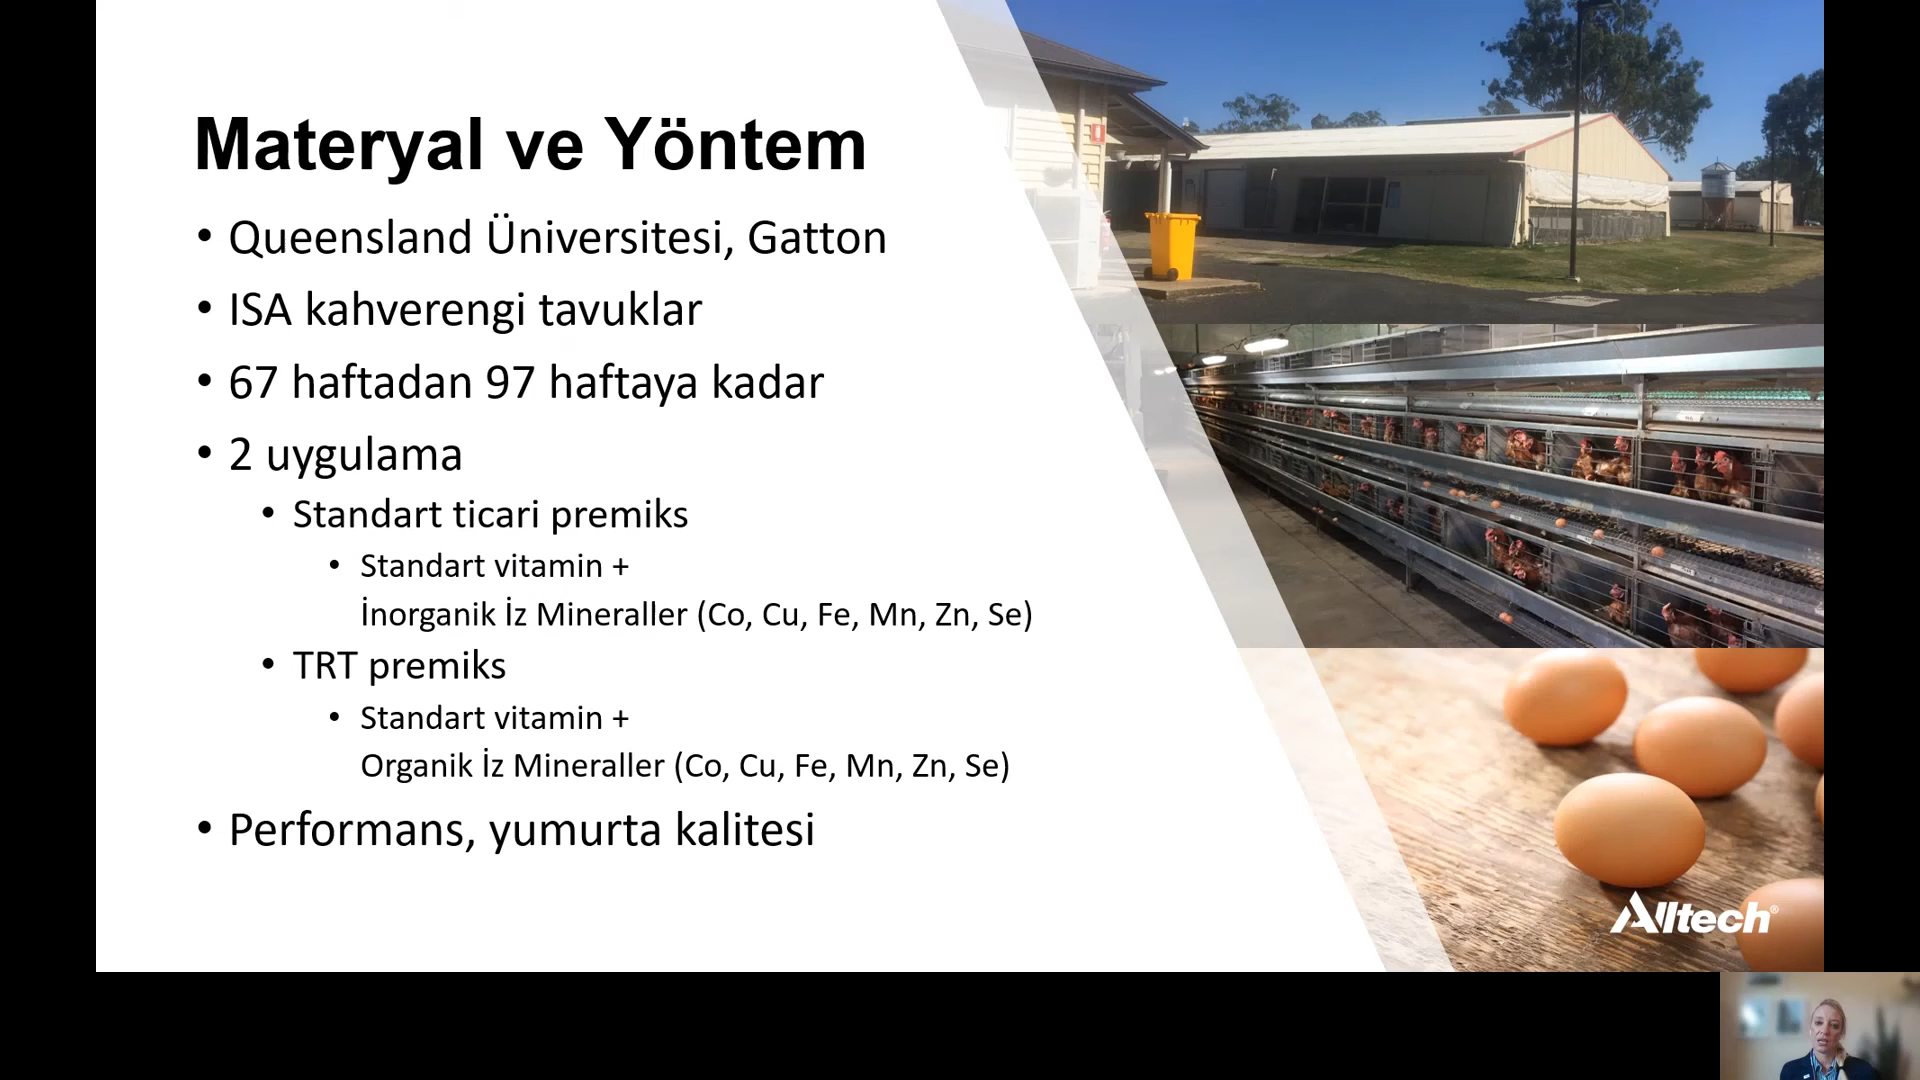 Materyal ve Yöntem
• Queensland Üniversitesi, Gatton
• ISA kahverengi tavuklar
• 67 haftadan 97 haftaya kadar
• 2 uygulama
• Standart ticari premiks
• Standart vitamin +
İnorganik İz Mineraller (Co, Cu, Fe, Mn, Zn, Se)
• TRT premiks
• Standart vitamin +
Organik İz Mineraller (Co, Cu, Fe, Mn, Zn, Se)
• Performans, yumurta kalitesi
Alltech®